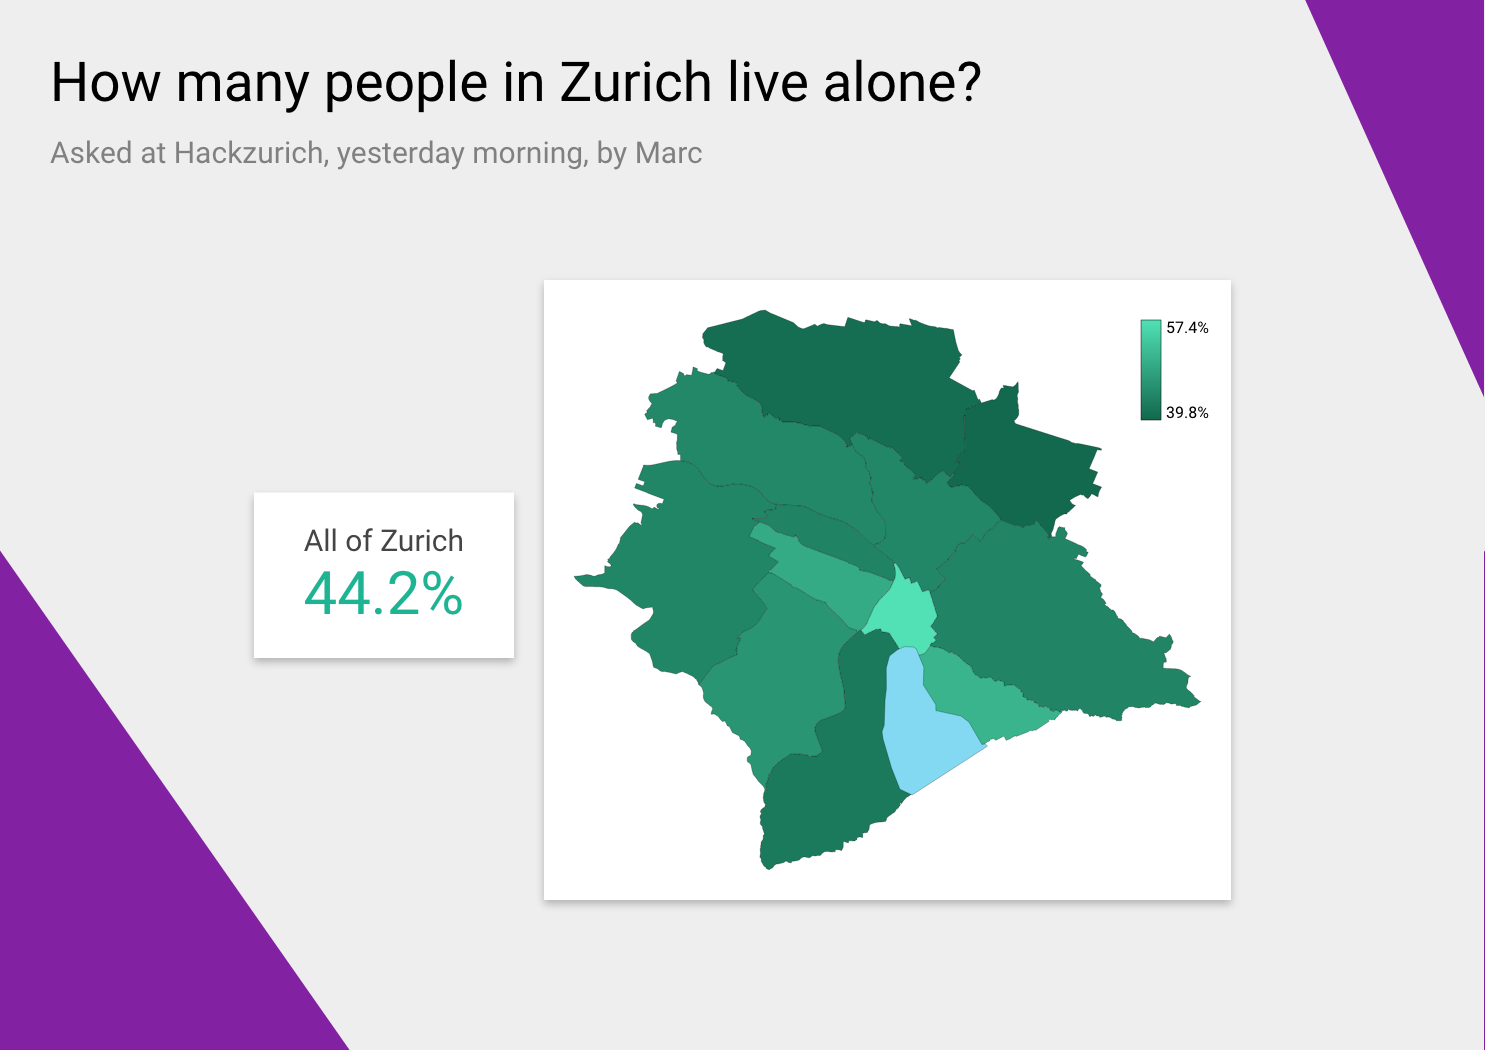 How many people in Zurich live alone?
Asked at Hackzurich, yesterday morning, by Marc
57.4%
39.8%
All of Zurich
44.2%